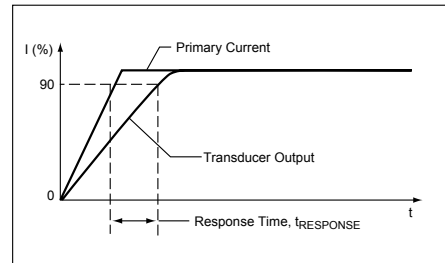 I (%)
Primary Current
90
Transducer Output
0
t
Response Time, tRESPONSE